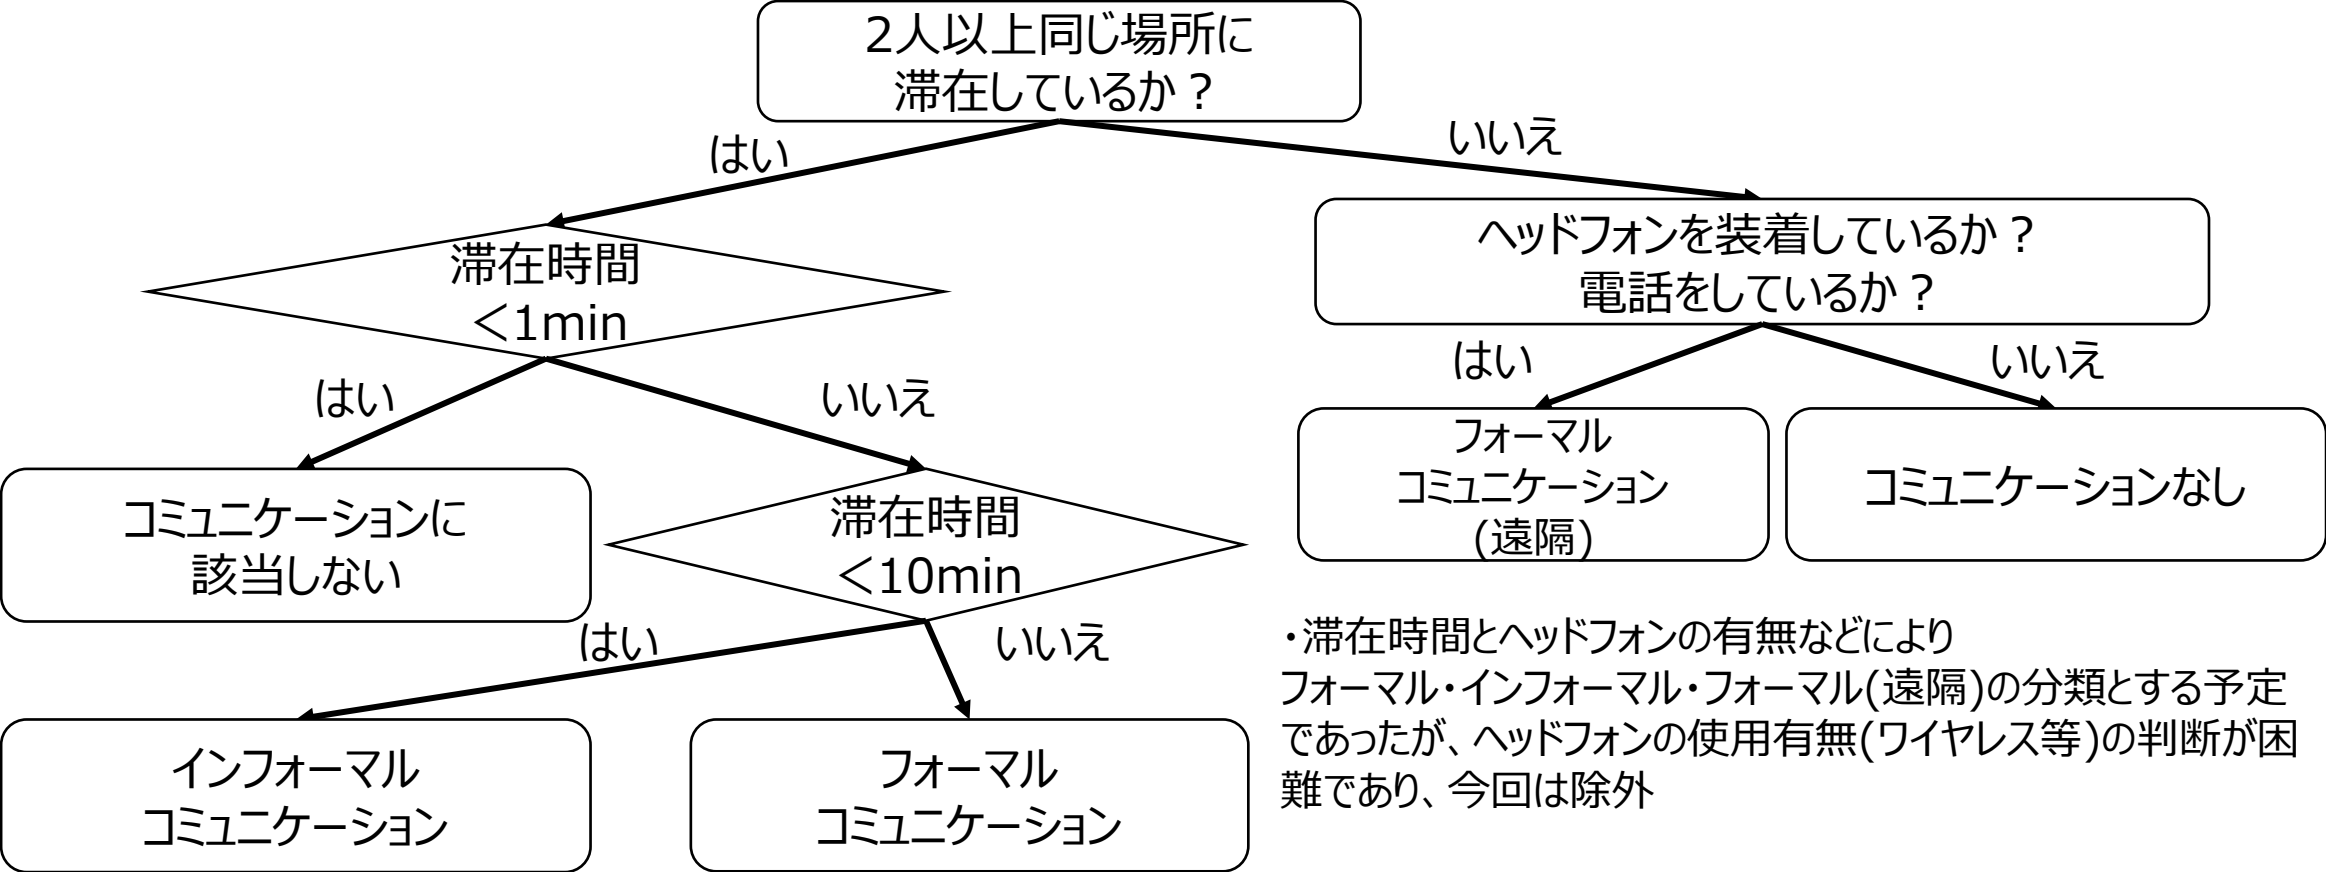 2人以上同じ場所に
滞在しているか？
はい
いいえ
滞在時間
＜1min
ヘッドフォンを装着しているか？
電話をしているか？
はい
いいえ
はい
いいえ
コミュニケーションに
該当しない
滞在時間
＜10min
フォーマル
コミュニケーション
(遠隔)
コミュニケーションなし
はい
いいえ
インフォーマル
コミュニケーション
フォーマル
コミュニケーション
・滞在時間とヘッドフォンの有無などにより
フォーマル・インフォーマル・フォーマル(遠隔)の分類とする予定
であったが、ヘッドフォンの使用有無(ワイヤレス等)の判断が困
難であり、今回は除外